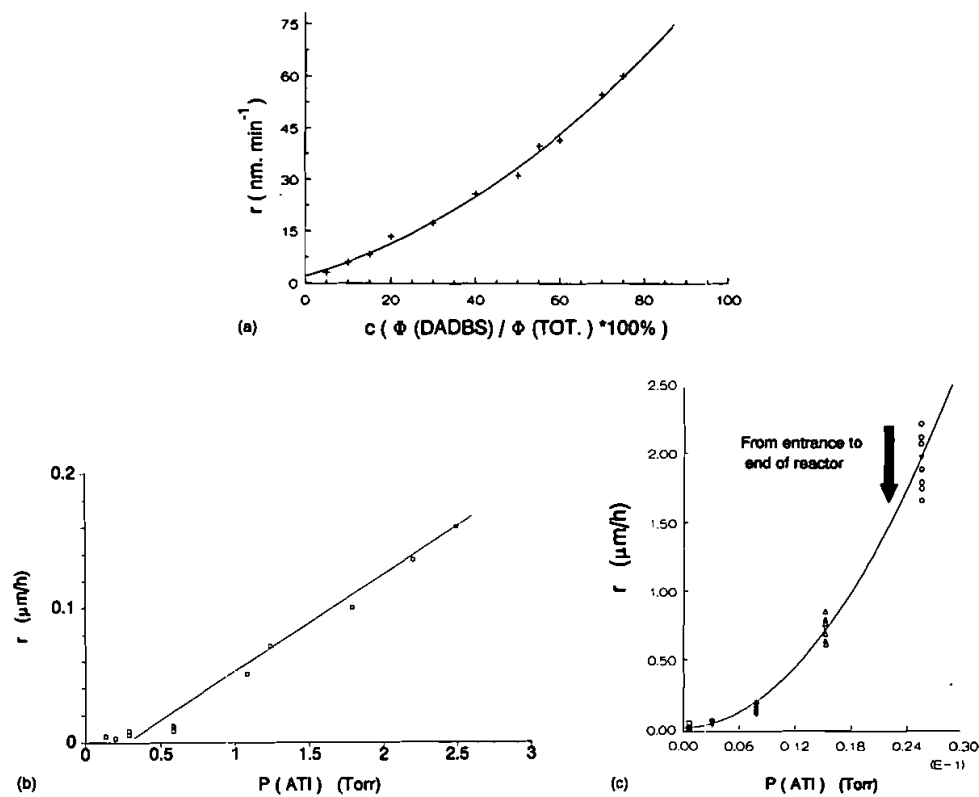 75
60
45
30
15
0
r ( nm. min⁻¹ )
0 20 40 60 80 100
(a)
c ( Φ (DADBS) / Φ (TOT. ) *100% )
0.2
0.1
0
r (μm/h)
0 0.5 1 1.5 2 2.5 3
(b)
P ( ATI ) (Torr)
2.50
2.00
1.50
1.00
0.50
0.00
r (μm/h)
From entrance to
end of reactor
0.00 0.06 0.12 0.18 0.24 0.30
(E-1)
(c)
P ( ATI ) (Torr)